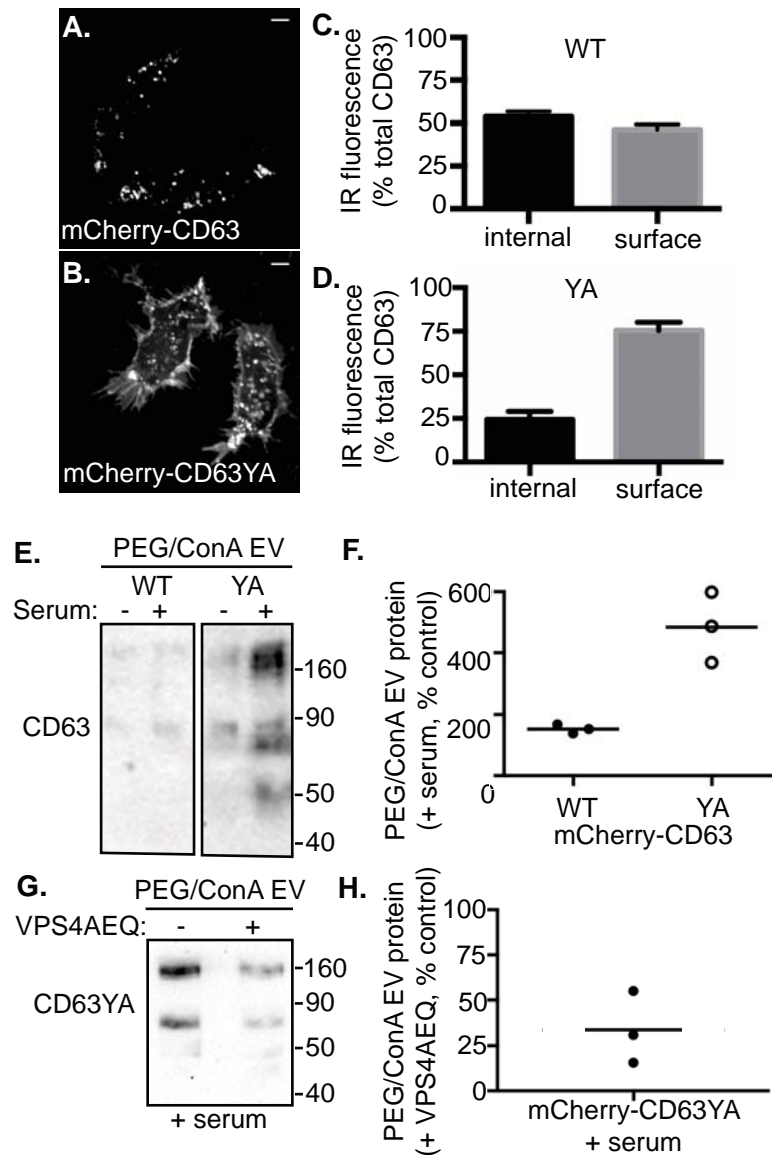 A.
mCherry-CD63
B.
mCherry-CD63YA
C.
WT
IR fluorescence
(% total CD63)
100
75
50
25
0
internal surface
D.
YA
IR fluorescence
(% total CD63)
100
75
50
25
0
internal surface
E.
PEG/ConA EV
WT YA
Serum: - + - +
CD63
-160
-90
-50
-40
F.
PEG/ConA EV protein
(+ serum, % control)
600
400
200
0
WT YA
mCherry-CD63
G.
PEG/ConA EV
VPS4AEQ: - +
CD63YA
-160
-90
-50
-40
+ serum
H.
PEG/ConA EV protein
(+ VPS4AEQ, % control)
100
75
50
25
0
mCherry-CD63YA
+ serum